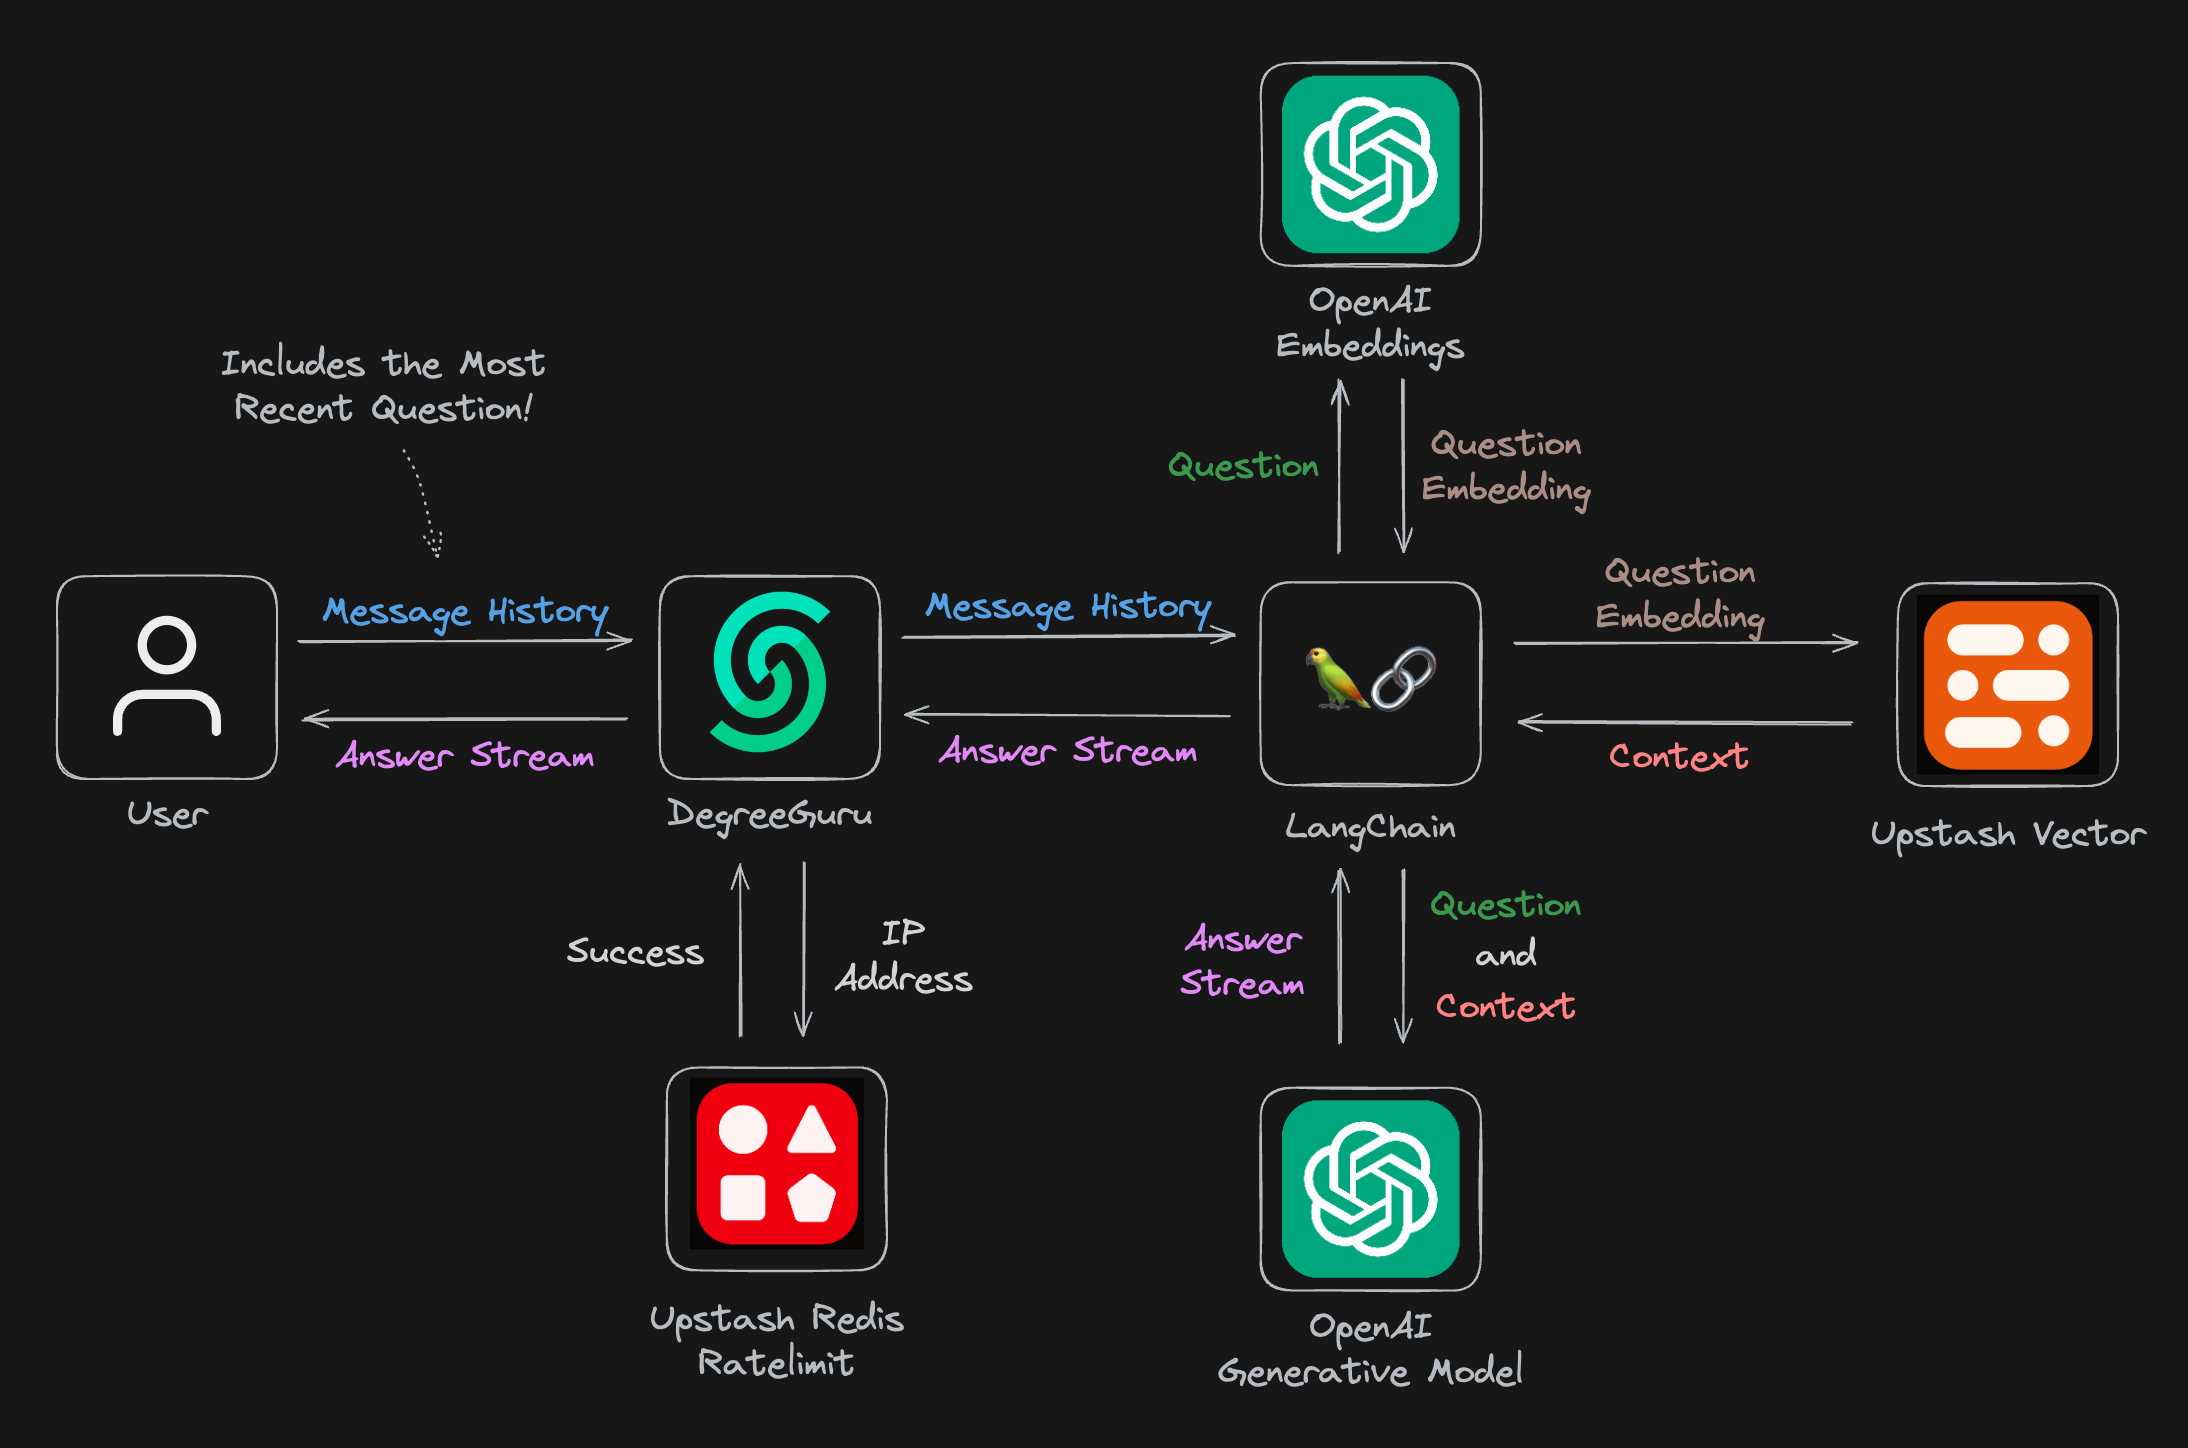 OpenAI
Embeddings
Includes the Most
Recent Question!
Question
Question
Embedding
Message History
Message History
Question
Embedding
Answer Stream
Answer Stream
Context
User
DegreeGuru
LangChain
Upstash Vector
Success
IP
Address
Answer
Stream
Question
and
Context
Upstash Redis
Ratelimit
OpenAI
Generative Model